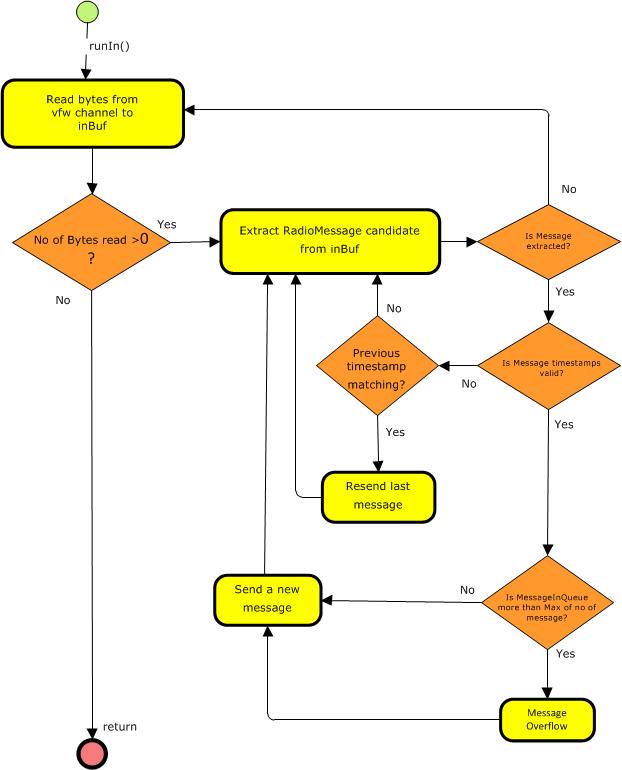 runIn()
Read bytes from
vfw channel to
inBuf
No
Yes
No of Bytes read >0
?
Extract RadioMessage candidate
from inBuf
Is Message
extracted?
No
Yes
No
Previous
timestamp
matching?
Is Message timestamps
valid?
No
Yes
Yes
Resend last
message
Send a new
message
No
Is MessageInQueue
more than Max of no of
message?
Yes
Message
Overflow
return